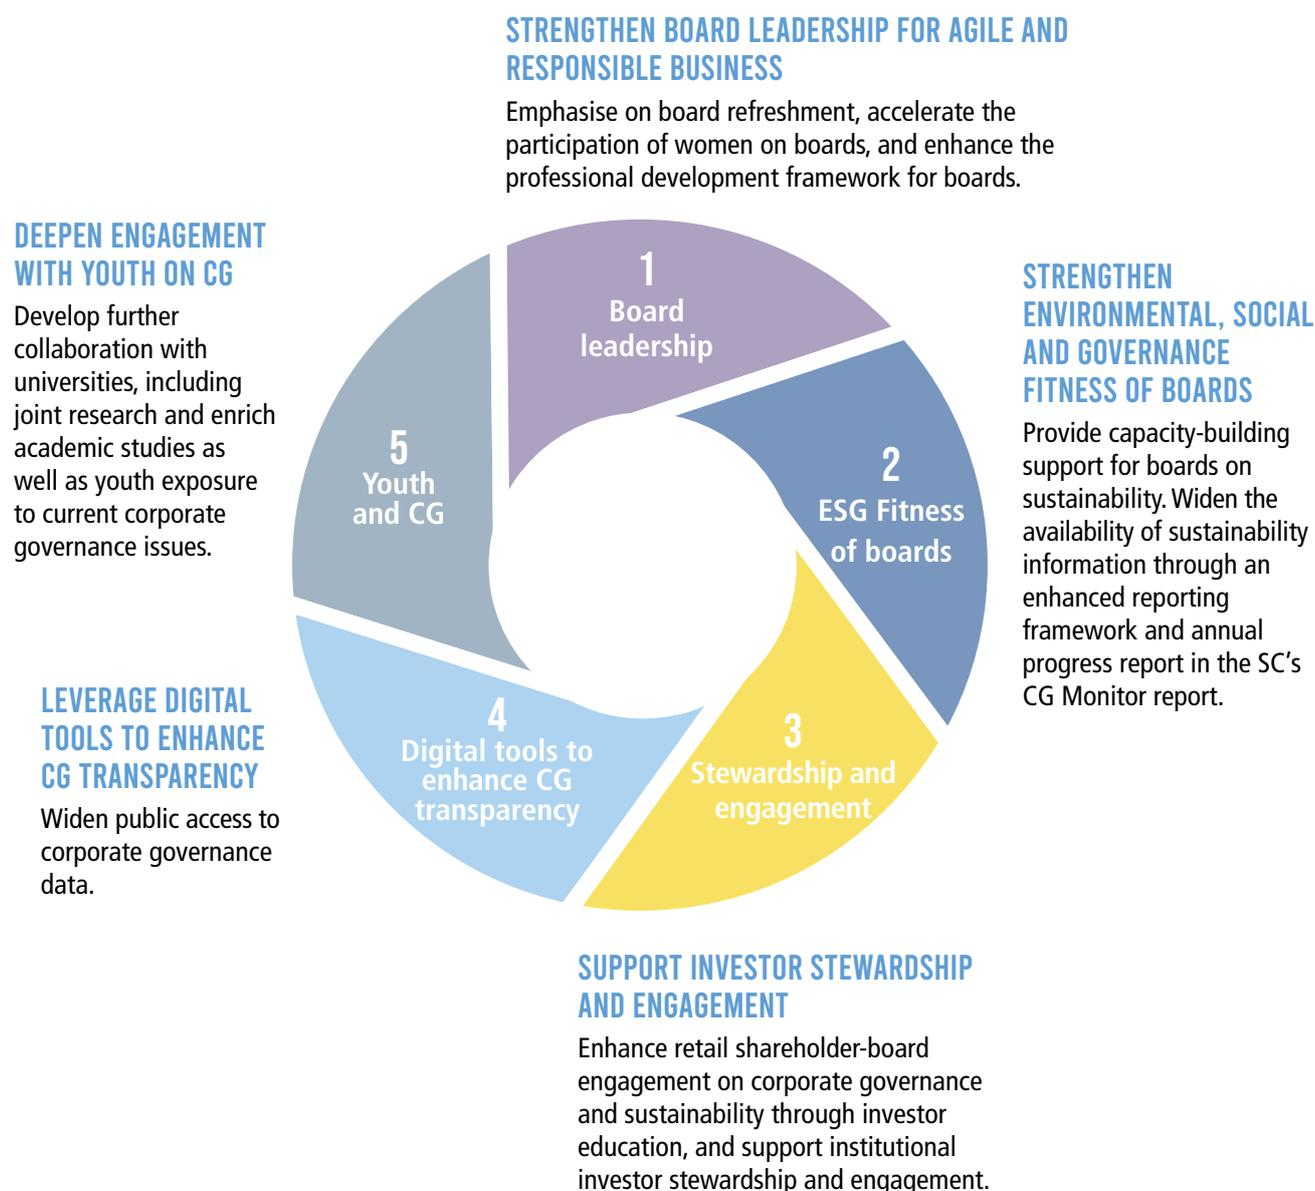 STRENGTHEN BOARD LEADERSHIP FOR AGILE AND
RESPONSIBLE BUSINESS
Emphasise on board refreshment, accelerate the
participation of women on boards, and enhance the
professional development framework for boards.
1
Board
leadership
STRENGTHEN
ENVIRONMENTAL, SOCIAL
AND GOVERNANCE
FITNESS OF BOARDS
Provide capacity-building
support for boards on
sustainability. Widen the
availability of sustainability
information through an
enhanced reporting
framework and annual
progress report in the SC's
CG Monitor report.
2
ESG Fitness
of boards
3
Stewardship and
engagement
SUPPORT INVESTOR STEWARDSHIP
AND ENGAGEMENT
Enhance retail shareholder-board
engagement on corporate governance
and sustainability through investor
education, and support institutional
investor stewardship and engagement.
4
Digital tools to
enhance CG
transparency
LEVERAGE DIGITAL
TOOLS TO ENHANCE
CG TRANSPARENCY
Widen public access to
corporate governance
data.
5
Youth
and CG
DEEPEN ENGAGEMENT
WITH YOUTH ON CG
Develop further
collaboration with
universities, including
joint research and enrich
academic studies as
well as youth exposure
to current corporate
governance issues.